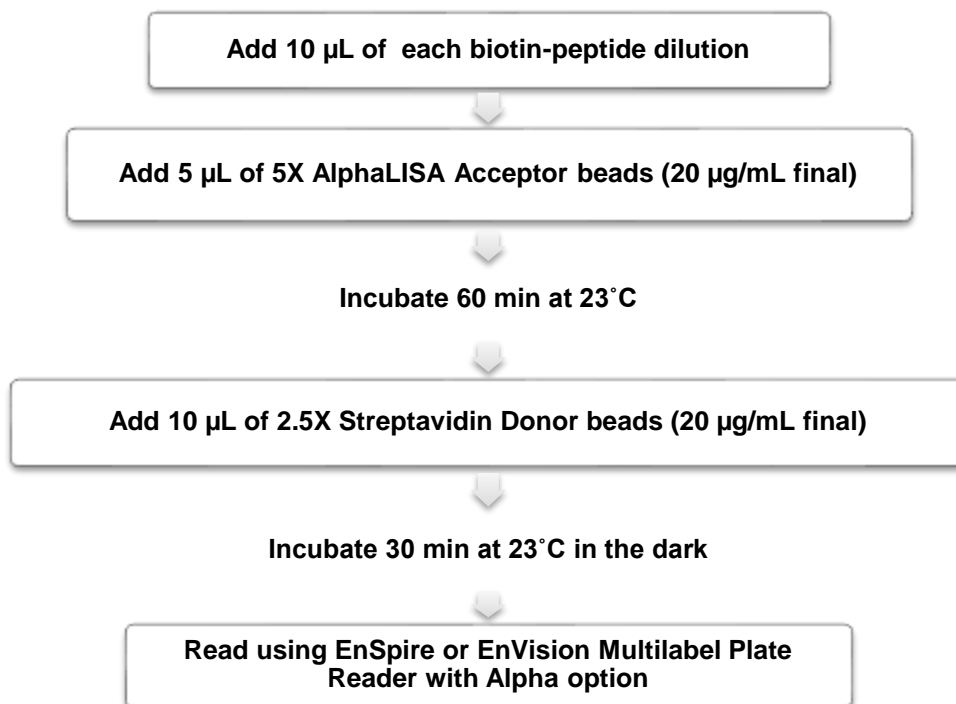 Add 10 µL of  each biotin-peptide dilution
Add 5 µL of 5X AlphaLISA Acceptor beads (20 µg/mL final)
Incubate 60 min at 23˚C
Add 10 µL of 2.5X Streptavidin Donor beads (20 µg/mL final)
Incubate 30 min at 23˚C in the dark
Read using EnSpire or EnVision Multilabel Plate
Reader with Alpha option